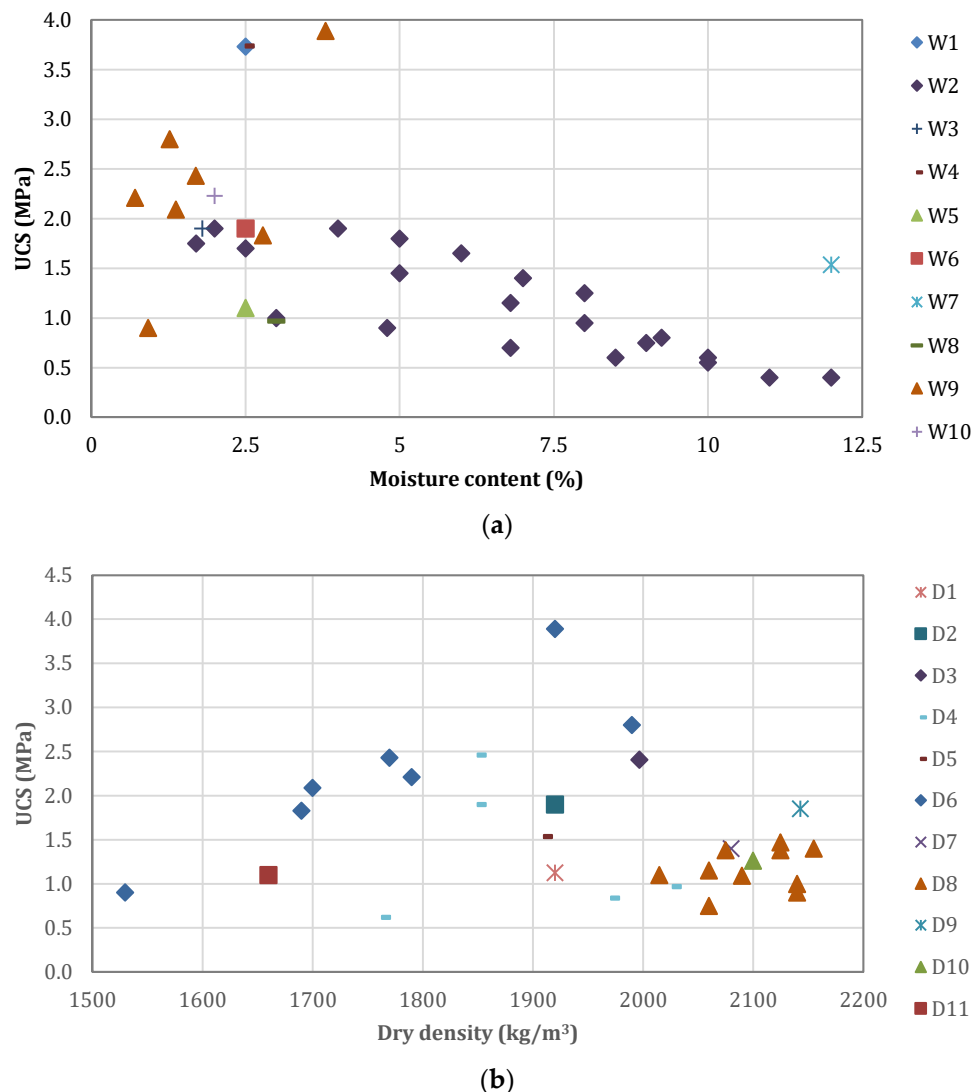 4.0
3.5
3.0
2.5
2.0
1.5
1.0
0.5
0.0
UCS (MPa)
0 2.5 5 7.5 10 12.5
Moisture content (%)
W1
W2
W3
W4
W5
W6
W7
W8
W9
W10
(a)
4.5
4.0
3.5
3.0
2.5
2.0
1.5
1.0
0.5
0.0
UCS (MPa)
1500 1600 1700 1800 1900 2000 2100 2200
Dry density (kg/m³)
D1
D2
D3
D4
D5
D6
D7
D8
D9
D10
D11
(b)